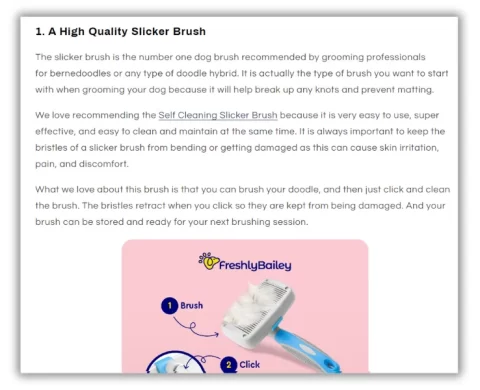 1. A High Quality Slicker Brush
The slicker brush is the number one dog brush recommended by grooming professionals
for bernedoodles or any type of doodle hybrid. It is actually the type of brush you want to start
with when grooming your dog because it will help break up any knots and prevent matting.
We love recommending the Self Cleaning Slicker Brush because it is very easy to use, super
effective, and easy to clean and maintain at the same time. It is always important to keep the
bristles of a slicker brush from bending or getting damaged as this can cause skin irritation,
pain, and discomfort.
What we love about this brush is that you can brush your doodle, and then just click and clean
the brush. The bristles retract when you click so they are kept from being damaged. And your
brush can be stored and ready for your next brushing session.
FreshlyBailey
1 Brush
2 Click